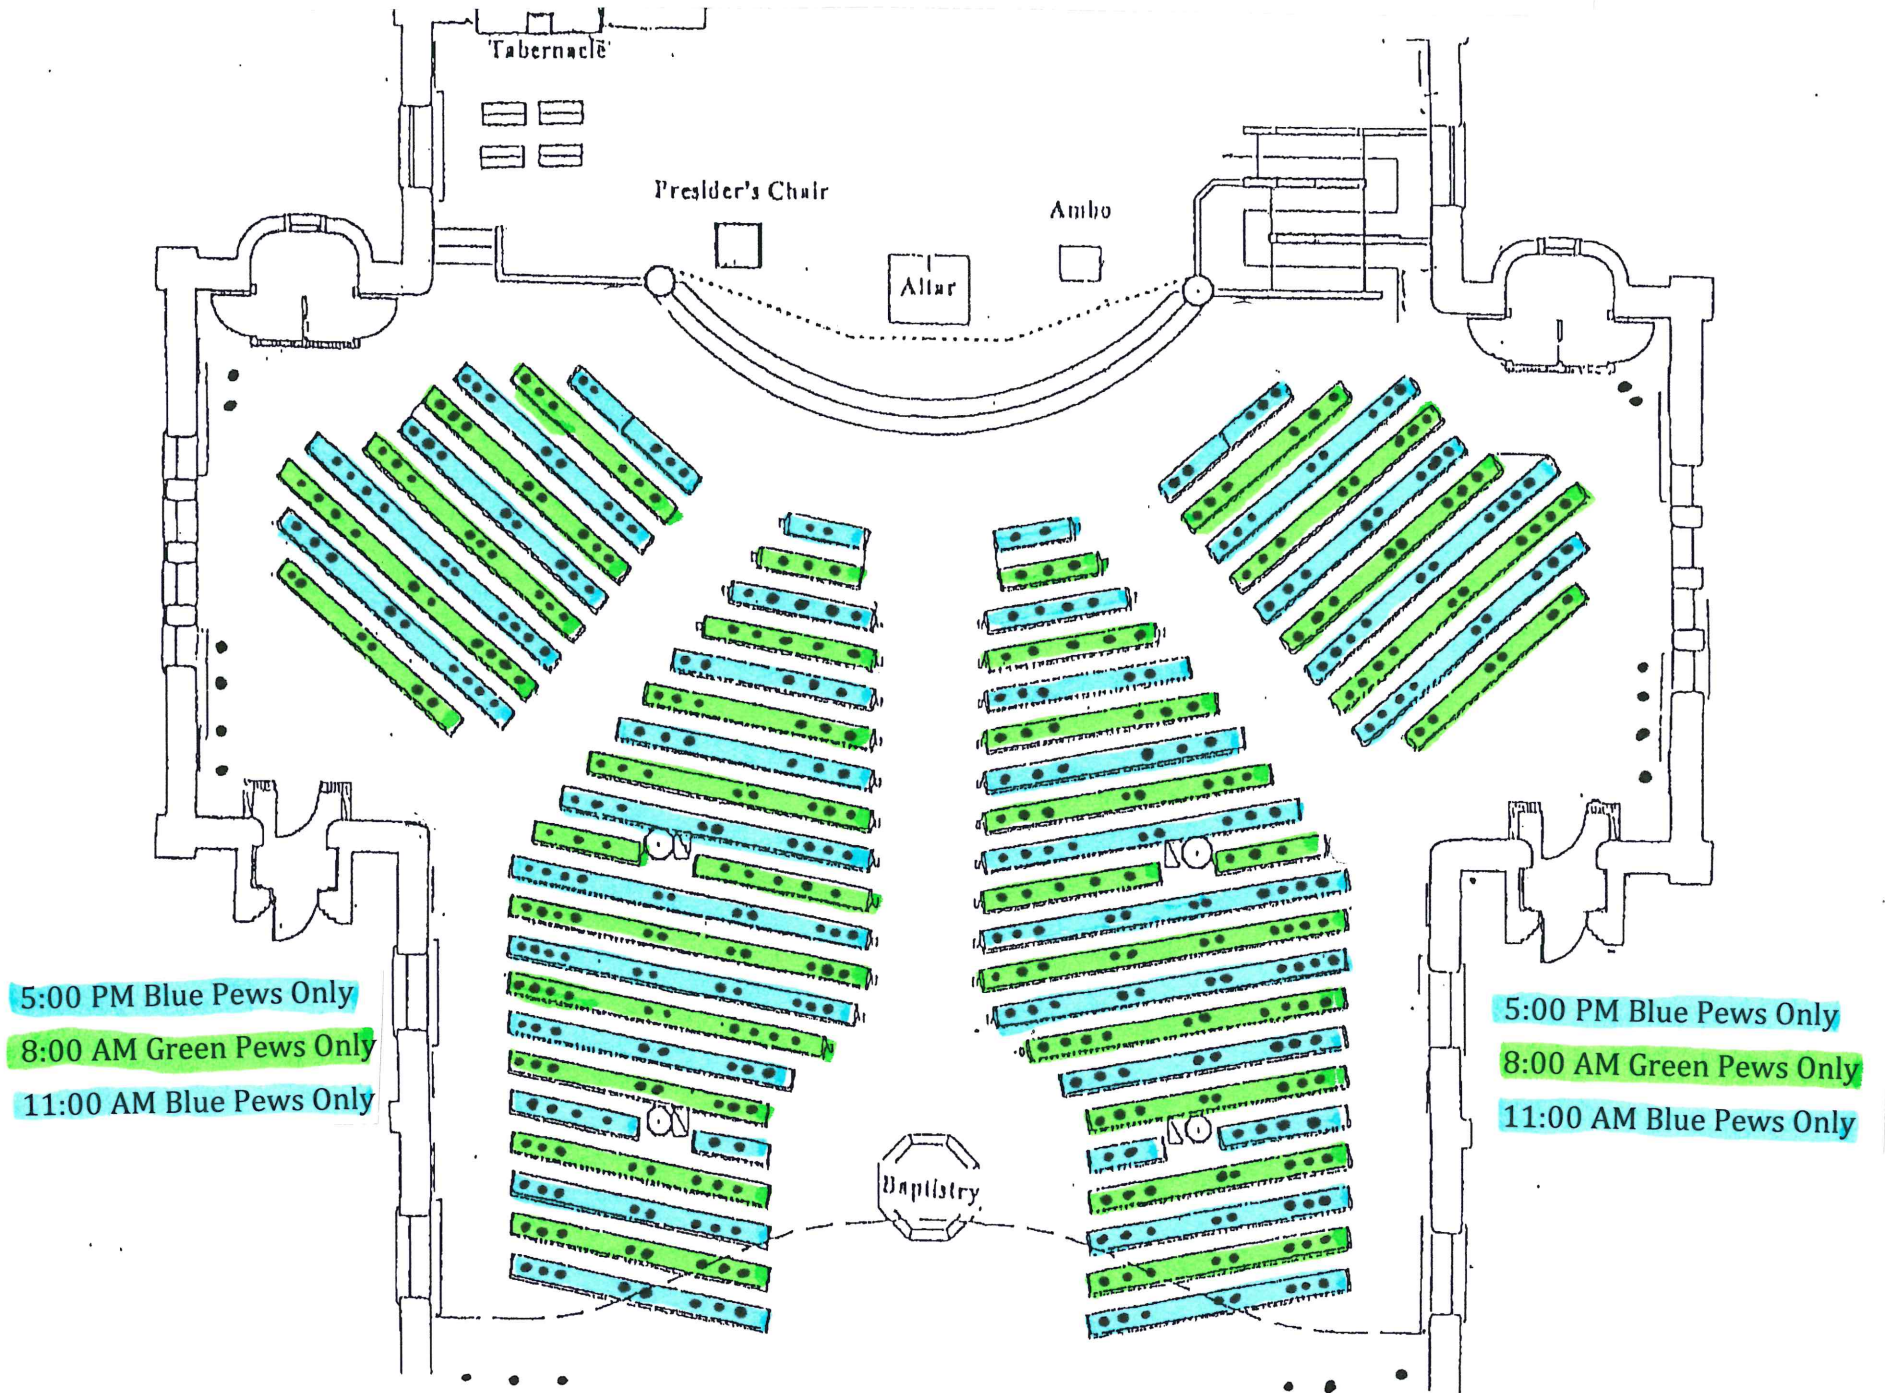 Tabernacle
Presider's Chair
Ambo
Altar
5:00 PM Blue Pews Only
8:00 AM Green Pews Only
11:00 AM Blue Pews Only
5:00 PM Blue Pews Only
8:00 AM Green Pews Only
11:00 AM Blue Pews Only
Baptistry